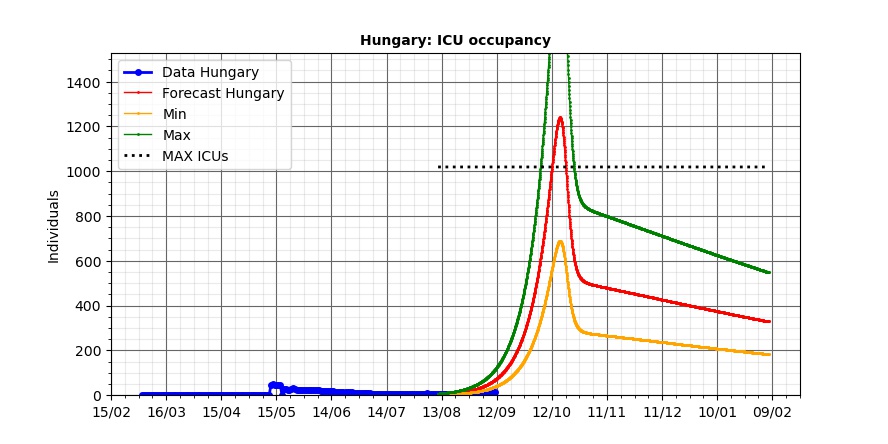 Hungary: ICU occupancy
Data Hungary
Forecast Hungary
Min
Max
MAX ICUs
Individuals
1400
1200
1000
800
600
400
200
0
15/02 16/03 15/04 15/05 14/06 14/07 13/08 12/09 12/10 11/11 11/12 10/01 09/02